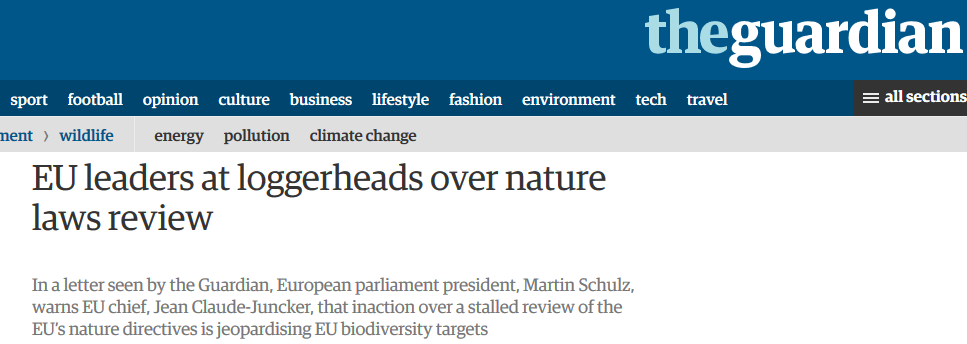 theguardian
sport football opinion culture business lifestyle fashion environment tech travel all sections
ment › wildlife energy pollution climate change
EU leaders at loggerheads over nature
laws review
In a letter seen by the Guardian, European parliament president, Martin Schulz,
warns EU chief, Jean Claude-Juncker, that inaction over a stalled review of the
EU's nature directives is jeopardising EU biodiversity targets